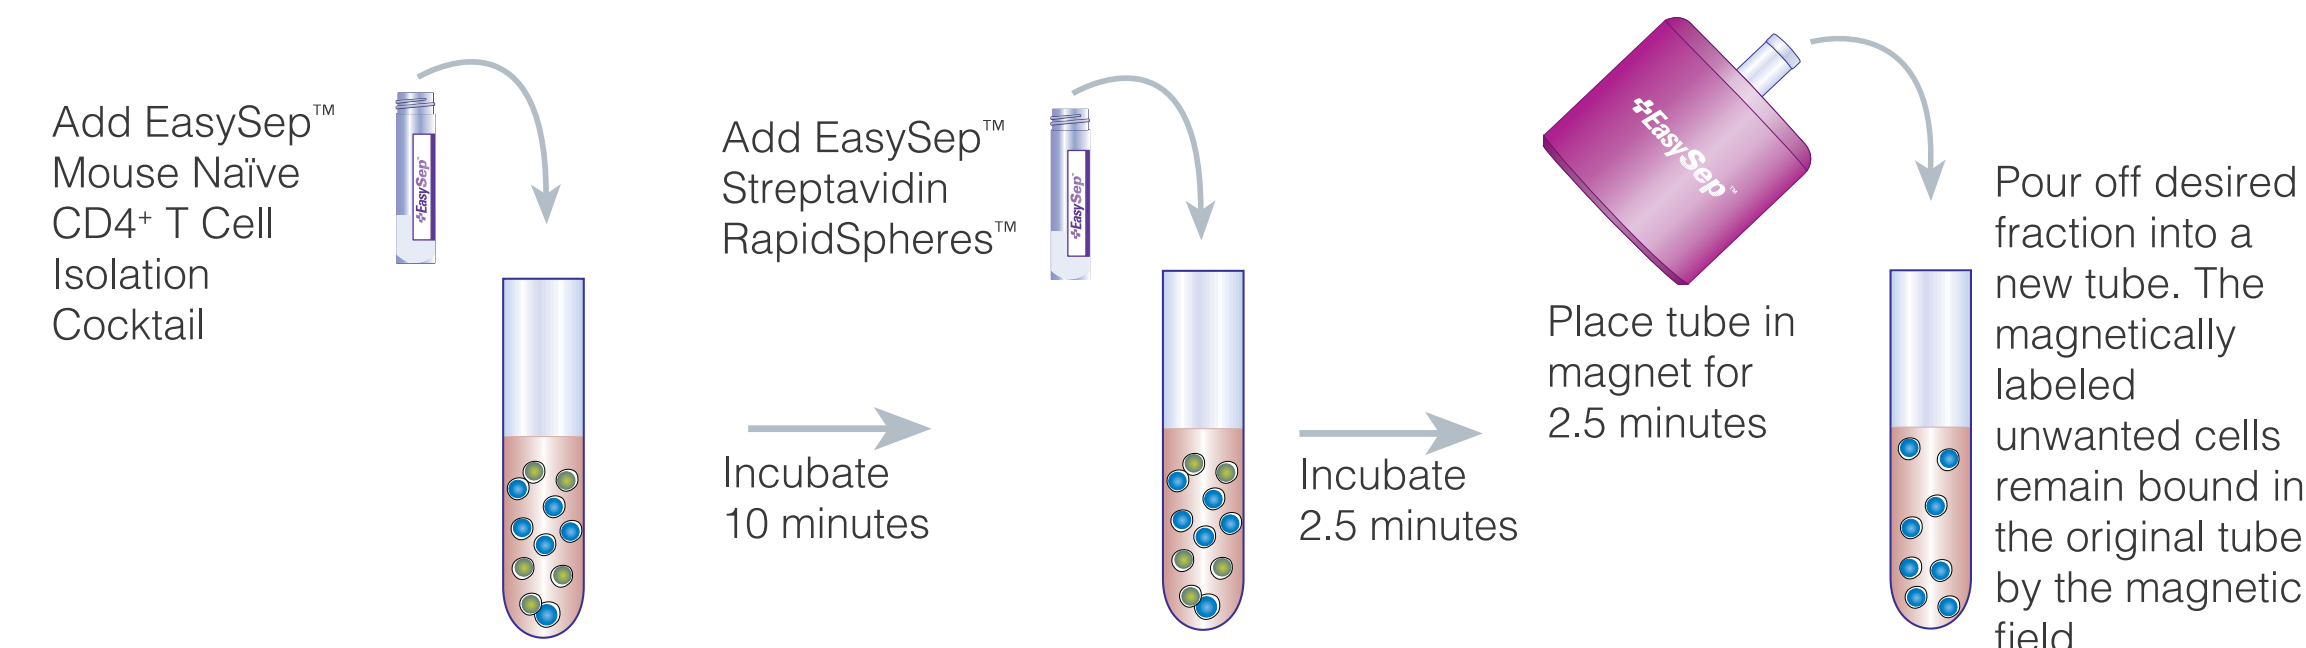 Add EasySep™
Mouse Naïve
CD4⁺ T Cell
Isolation
Cocktail
EasySep™
Incubate
10 minutes
Add EasySep™
Streptavidin
RapidSpheres™
EasySep™
Incubate
2.5 minutes
EasySep™
Place tube in
magnet for
2.5 minutes
Pour off desired
fraction into a
new tube. The
magnetically
labeled
unwanted cells
remain bound in
the original tube
by the magnetic
field